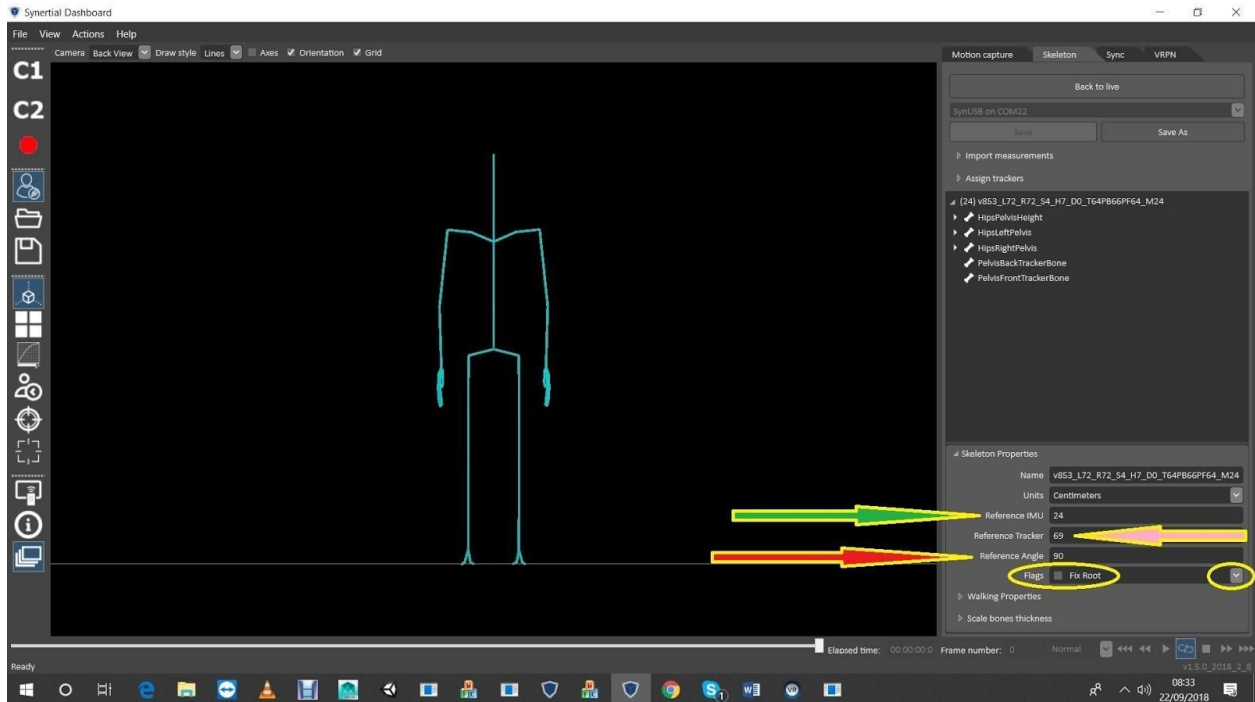 Synertial Dashboard
File View Actions Help
Camera Back View Draw style Lines Axes Orientation Grid
Motion capture Skeleton Sync VRPN
C1
C2
Back to live
SynUSB on COM22
Save Save As
Import measurements
Assign trackers
(24) v853_L72_R72_S4_H7_D0_T64PB66PF64_M24
HipsPelvisHeight
HipsLeftPelvis
HipsRightPelvis
PelvisBackTrackerBone
PelvisFrontTrackerBone
Skeleton Properties
Name v853_L72_R72_S4_H7_D0_T64PB66PF64_M24
Units Centimeters
Reference IMU 24
Reference Tracker 69
Reference Angle 90
Flags Fix Root
Walking Properties
Scale bones thickness
Elapsed time: 00:00:00:0 Frame number: 0 Normal
Ready
v1.5.0_2018_2_8
08:33
22/09/2018